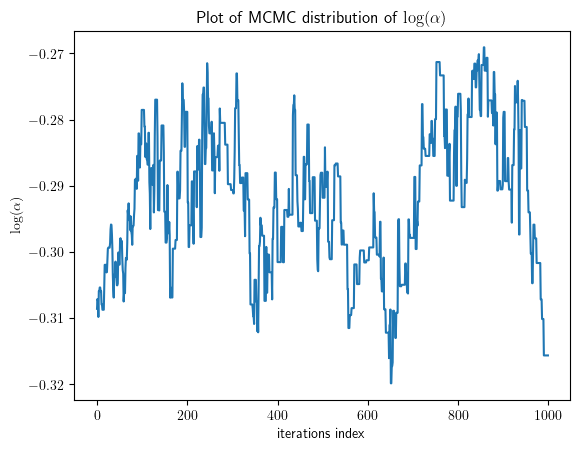 Plot of MCMC distribution of log(α)
−0.27
−0.28
−0.29
−0.30
−0.31
−0.32
log(α)
0 200 400 600 800 1000
iterations index